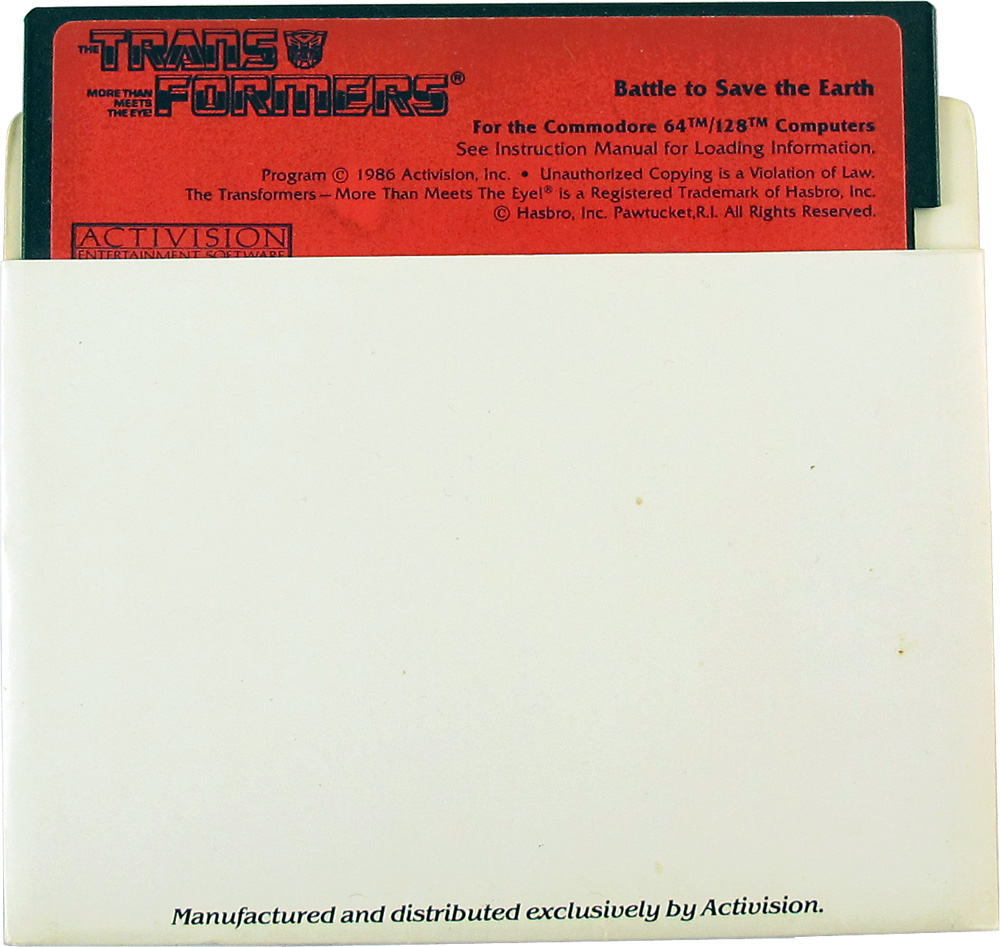 THE TRANS
FORMERS®
MORE THAN
MEETS
THE EYE!
Battle to Save the Earth
For the Commodore 64™/128™ Computers
See Instruction Manual for Loading Information.
Program © 1986 Activision, Inc. • Unauthorized Copying is a Violation of Law.
The Transformers – More Than Meets The Eye!® is a Registered Trademark of Hasbro, Inc.
© Hasbro, Inc. Pawtucket,R.I. All Rights Reserved.
ACTIVISION
ENTERTAINMENT SOFTWARE
Manufactured and distributed exclusively by Activision.